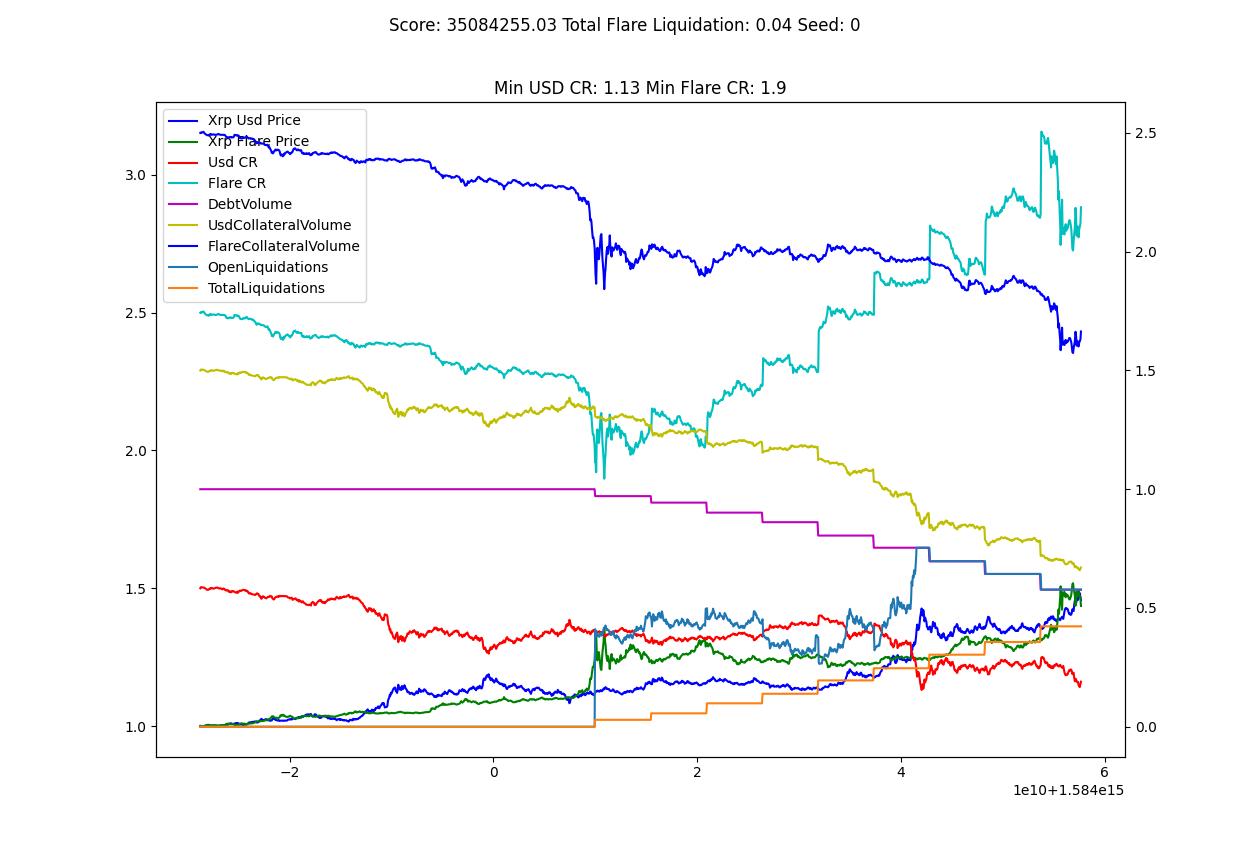 Score: 35084255.03 Total Flare Liquidation: 0.04 Seed: 0
Min USD CR: 1.13 Min Flare CR: 1.9
Xrp Usd Price
Xrp Flare Price
Usd CR
Flare CR
DebtVolume
UsdCollateralVolume
FlareCollateralVolume
OpenLiquidations
TotalLiquidations
3.0
2.5
2.0
1.5
1.0
2.5
2.0
1.5
1.0
0.5
0.0
−2
0
2
4
6
1e10+1.584e15